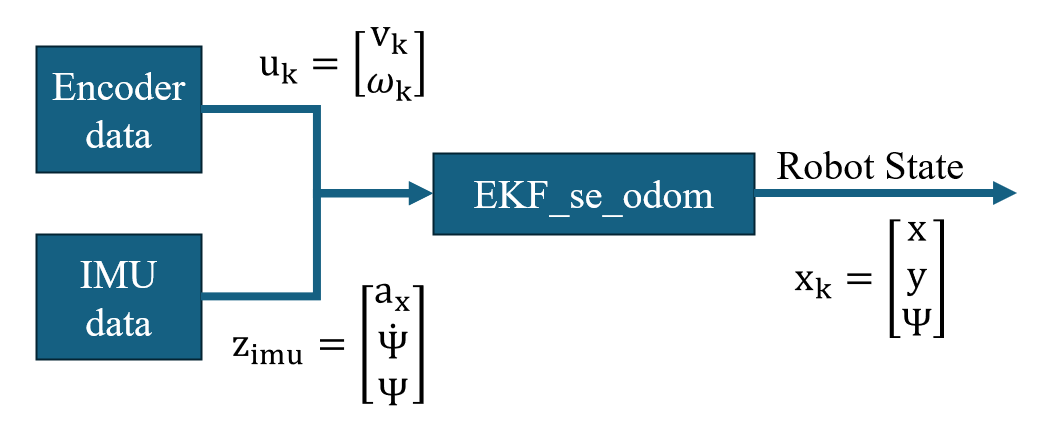 Encoder
data
u_k = [v_k
ω_k]
EKF_se_odom
Robot State
x_k = [x
y
Ψ]
IMU
data
z_imu = [a_x
Ψ̇
Ψ]